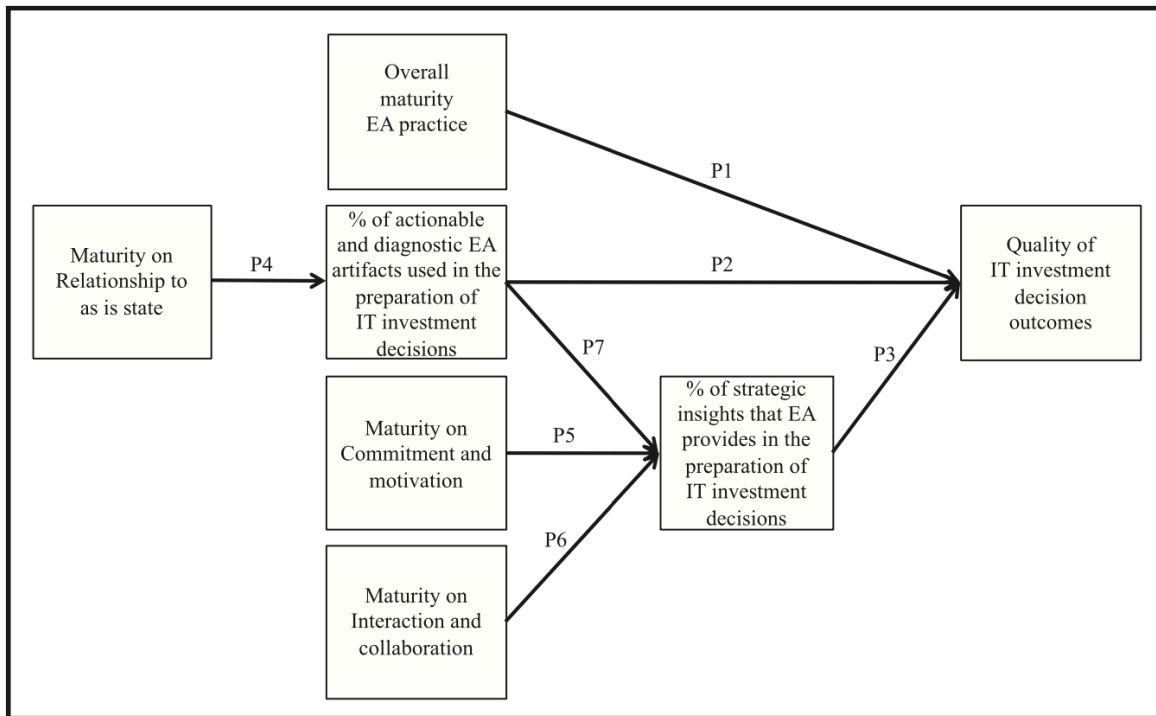 Overall
maturity
EA practice
P1
Maturity on
Relationship to
as is state
P4
% of actionable
and diagnostic EA
artifacts used in the
preparation of
IT investment
decisions
P2
Quality of
IT investment
decision
outcomes
P7
P3
Maturity on
Commitment and
motivation
P5
% of strategic
insights that EA
provides in the
preparation of
IT investment
decisions
P6
Maturity on
Interaction and
collaboration